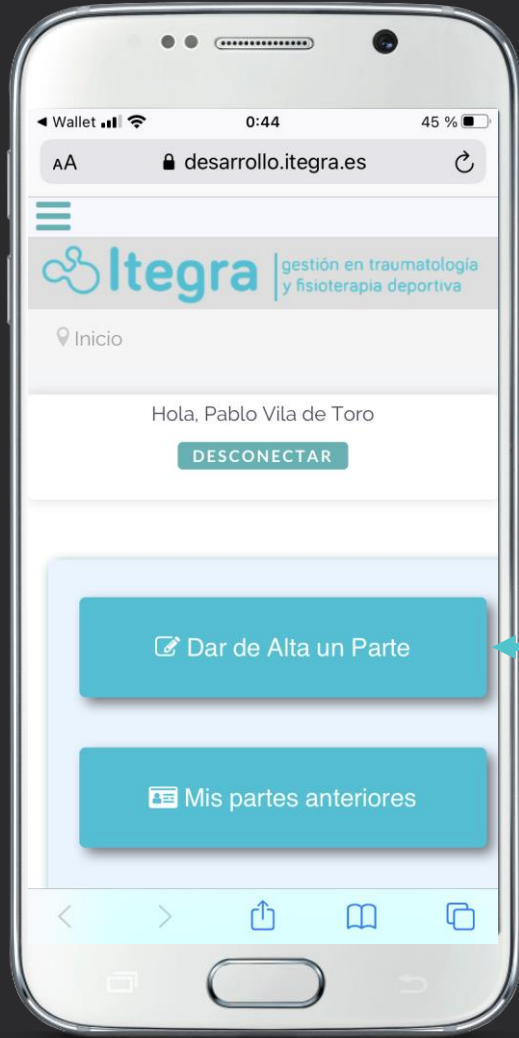 ◀ Wallet 0:44 45 %
AA desarrollo.itegra.es
Itegra gestión en traumatología
y fisioterapia deportiva
Inicio
Hola, Pablo Vila de Toro
DESCONECTAR
Dar de Alta un Parte
Mis partes anteriores